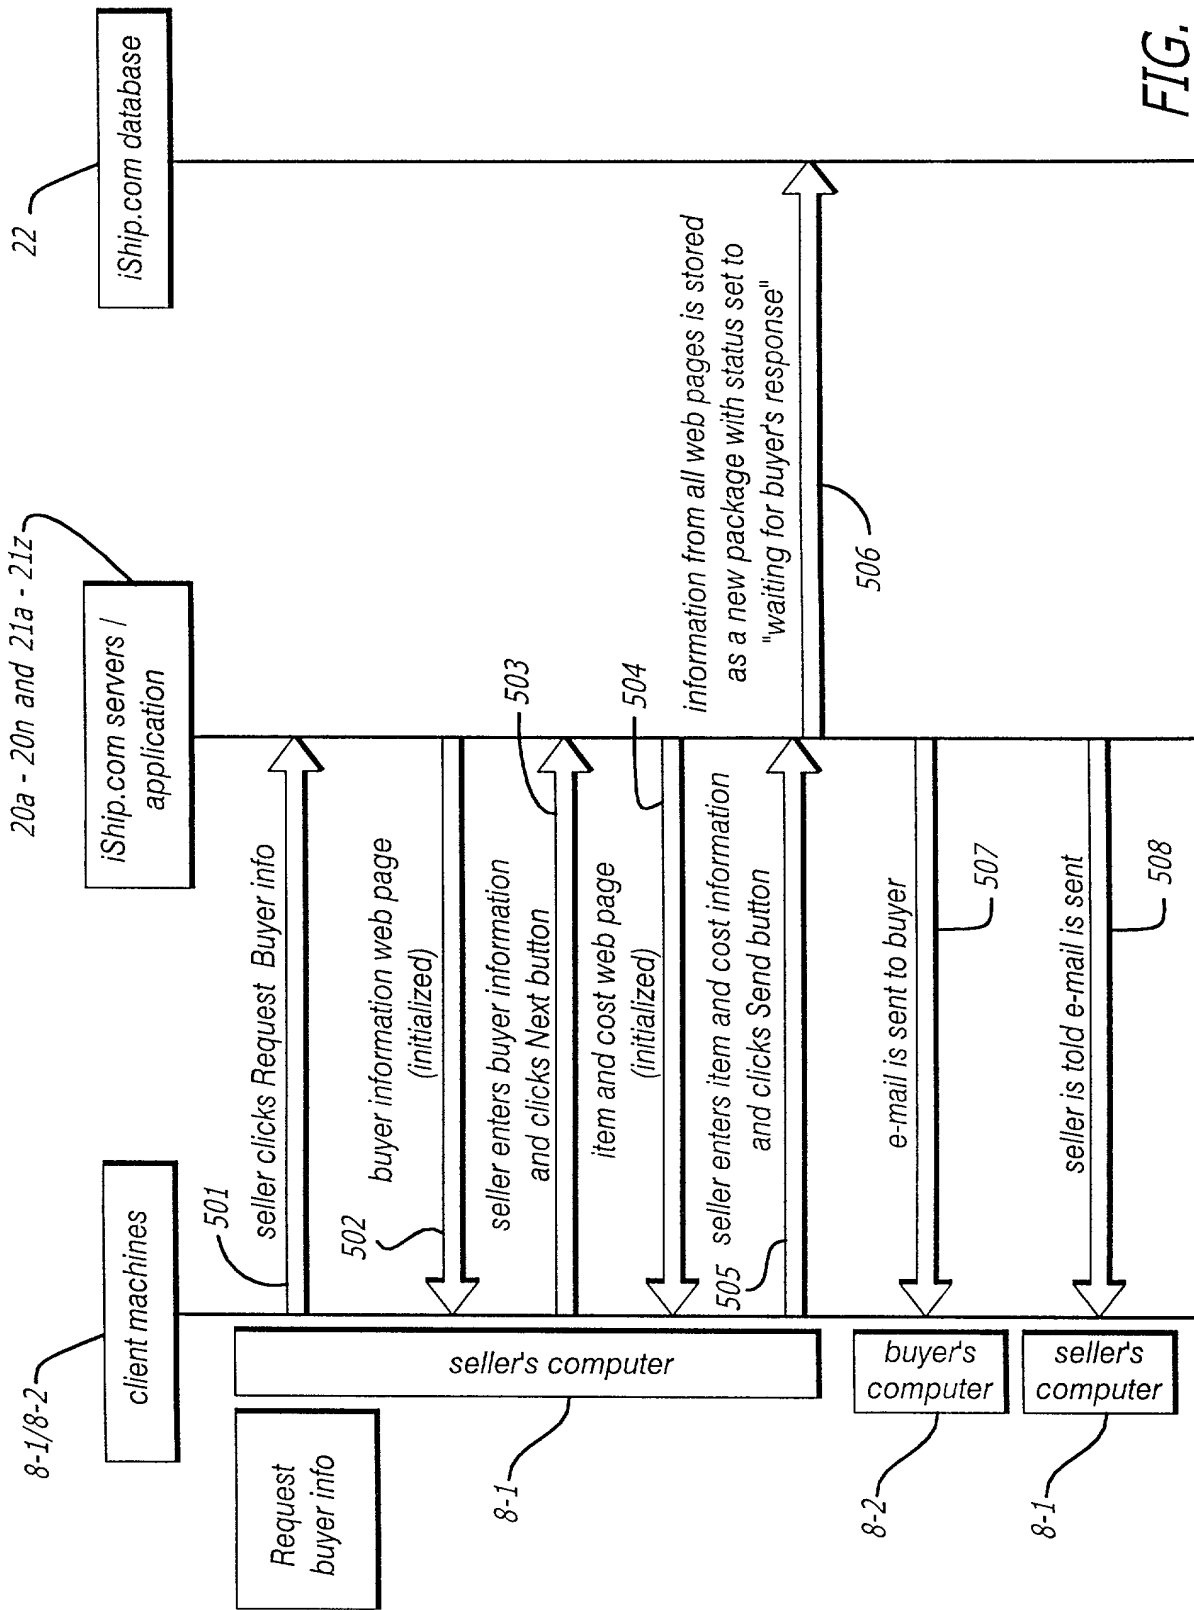 8-1/8-2
client machines
20a - 20n and 21a - 21z
iShip.com servers /
application
22
iShip.com database
Request
buyer info
seller's computer
8-1
501
seller clicks Request Buyer info
buyer information web page
(initialized)
502
seller enters buyer information
and clicks Next button
503
item and cost web page
(initialized)
504
505
seller enters item and cost information
and clicks Send button
information from all web pages is stored
as a new package with status set to
"waiting for buyer's response"
506
buyer's
computer
8-2
e-mail is sent to buyer
507
seller's
computer
8-1
seller is told e-mail is sent
508
FIG.